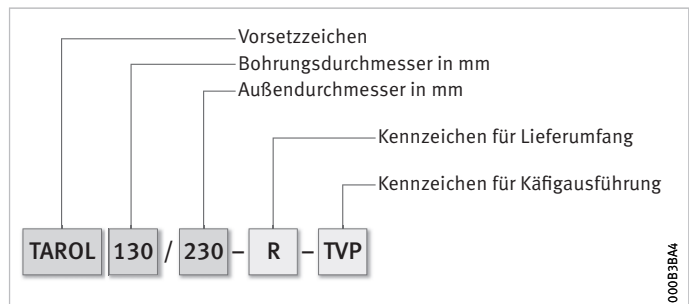 Vorsetzzeichen
Bohrungsdurchmesser in mm
Außendurchmesser in mm
Kennzeichen für Lieferumfang
Kennzeichen für Käfigausführung
TAROL 130 / 230 – R – TVP
000B3BA4